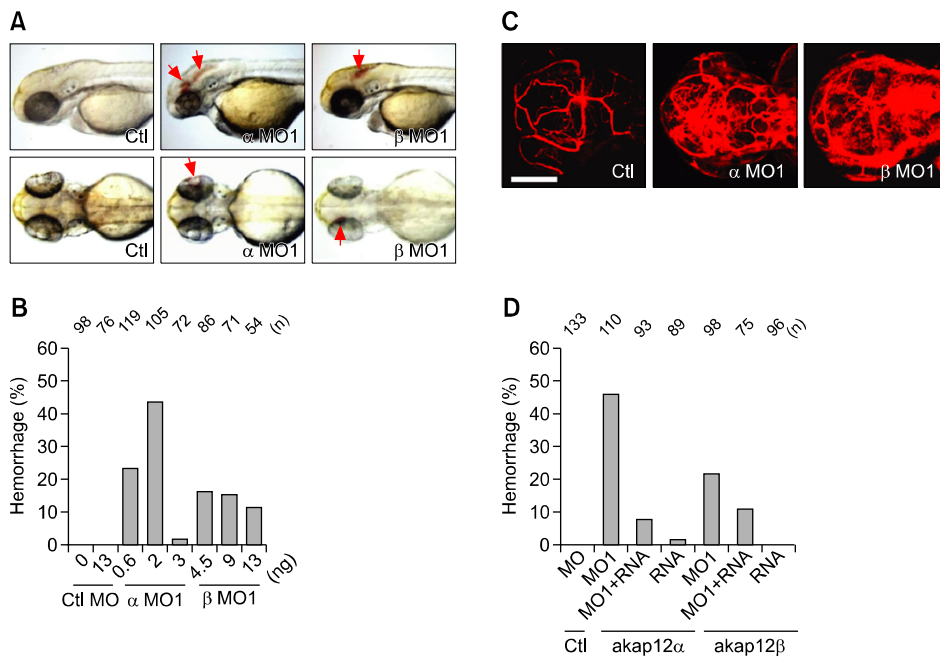 A
Ctl
α MO1
β MO1
Ctl
α MO1
β MO1
C
Ctl
α MO1
β MO1
B
98 76 119 105 72 86 71 54 (n)
Hemorrhage (%)
60
50
40
30
20
10
0
0 13 0.6 2 3 4.5 9 13 (ng)
Ctl MO α MO1 β MO1
D
133 110 93 89 98 75 96 (n)
Hemorrhage (%)
60
50
40
30
20
10
0
MO MO1 MO1+RNA RNA MO1 MO1+RNA RNA
Ctl akap12α akap12β